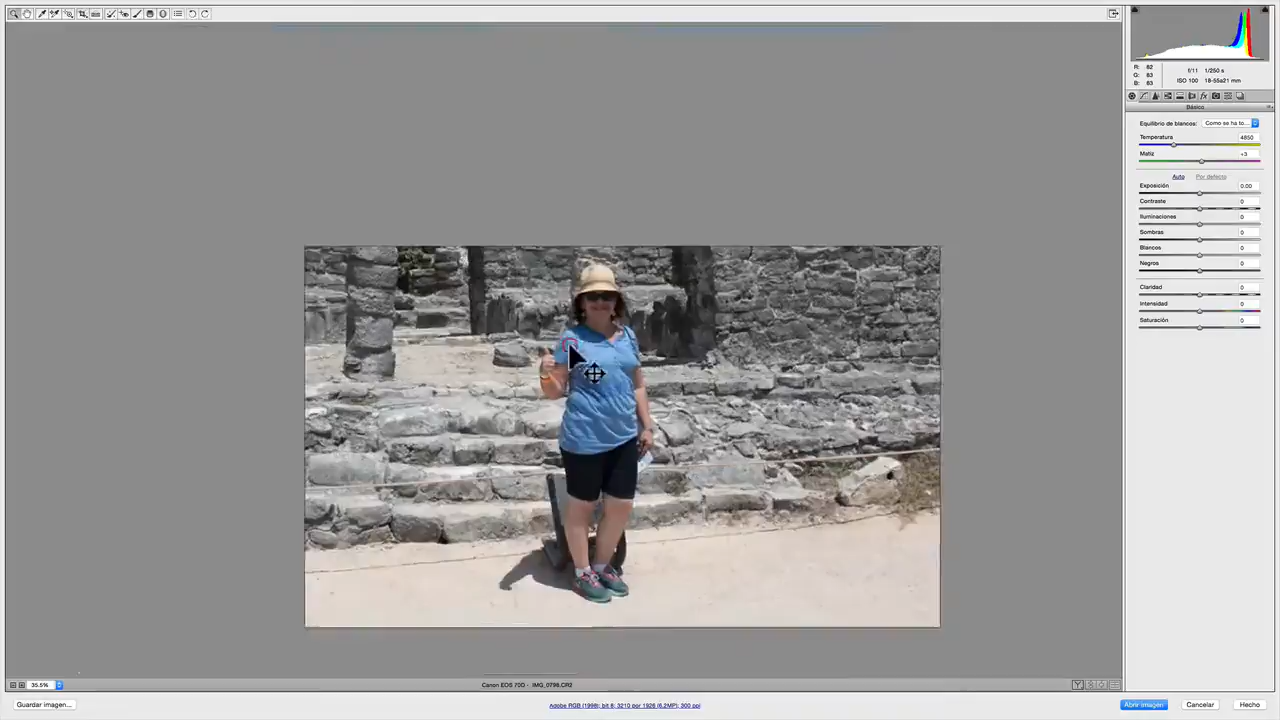 R: 82
G: 83
B: 83
f/11 1/250 s
ISO 100 18-55a21 mm
Básico
Equilibrio de blancos: Como se ha to...
Temperatura 4850
Matiz +3
Auto Por defecto
Exposición 0.00
Contraste 0
Iluminaciones 0
Sombras 0
Blancos 0
Negros 0
Claridad 0
Intensidad 0
Saturación 0
35.5%
Canon EOS 70D - IMG_0798.CR2
Guardar imagen...
Adobe RGB (1998); bit 8; 3210 por 1926 (6.2MP); 300 ppi
Abrir imagen
Cancelar
Hecho